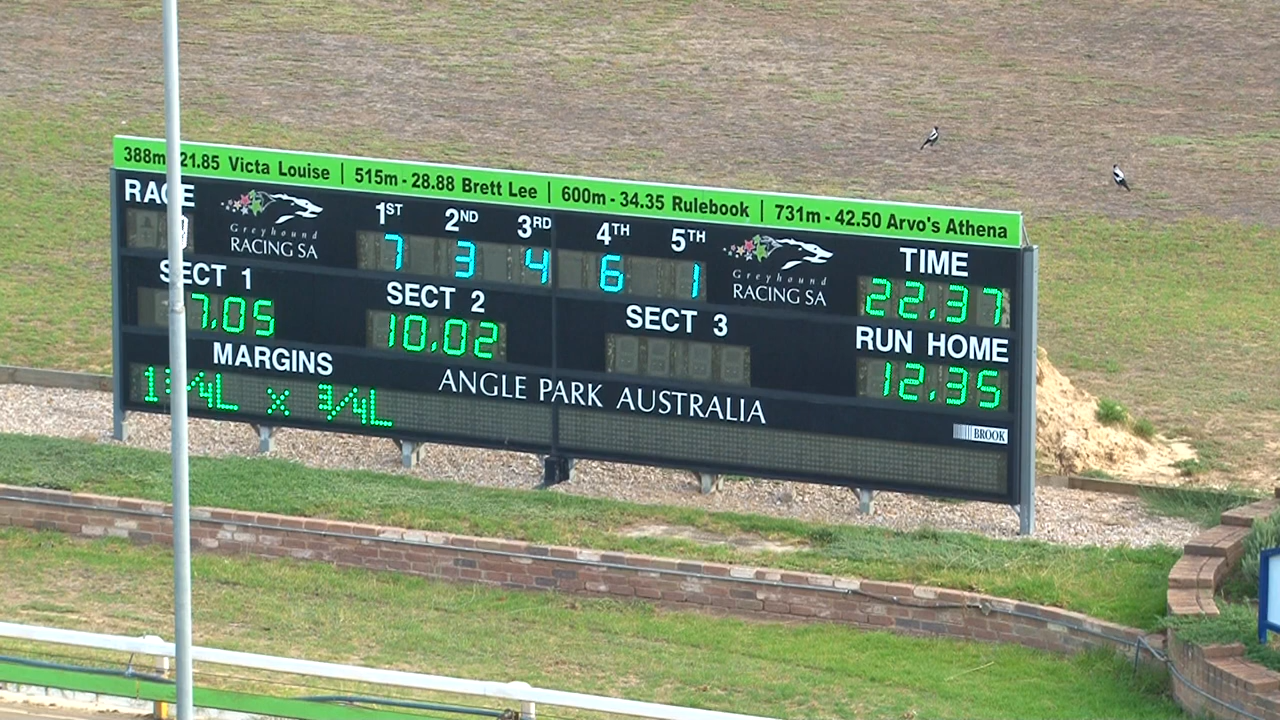 388m 21.85 Victa Louise | 515m - 28.88 Brett Lee | 600m - 34.35 Rulebook | 731m - 42.50 Arvo's Athena
RACE
Greyhound
RACING SA
1ST 2ND 3RD 4TH 5TH
7 3 4 6 1
Greyhound
RACING SA
TIME
22.37
SECT 1
7.05
SECT 2
10.02
SECT 3
RUN HOME
12.35
MARGINS
x 3/4L
ANGLE PARK AUSTRALIA
BROOK